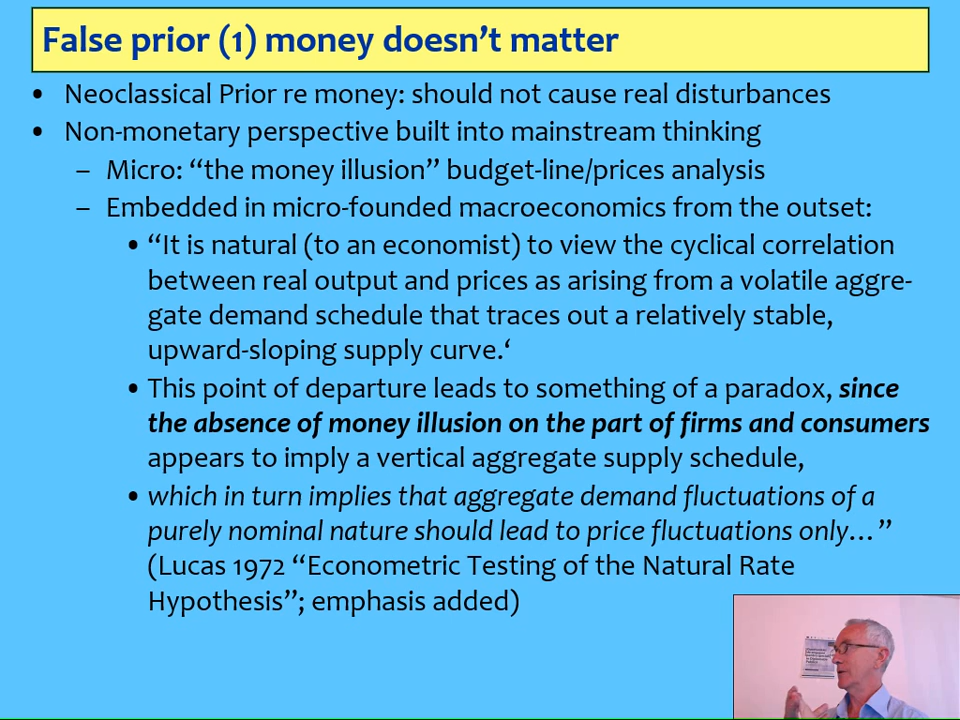 False prior (1) money doesn't matter
• Neoclassical Prior re money: should not cause real disturbances
• Non-monetary perspective built into mainstream thinking
– Micro: “the money illusion” budget-line/prices analysis
– Embedded in micro-founded macroeconomics from the outset:
• “It is natural (to an economist) to view the cyclical correlation
between real output and prices as arising from a volatile aggre-
gate demand schedule that traces out a relatively stable,
upward-sloping supply curve.‘
• This point of departure leads to something of a paradox, since
the absence of money illusion on the part of firms and consumers
appears to imply a vertical aggregate supply schedule,
• which in turn implies that aggregate demand fluctuations of a
purely nominal nature should lead to price fluctuations only…”
(Lucas 1972 “Econometric Testing of the Natural Rate
Hypothesis”; emphasis added)